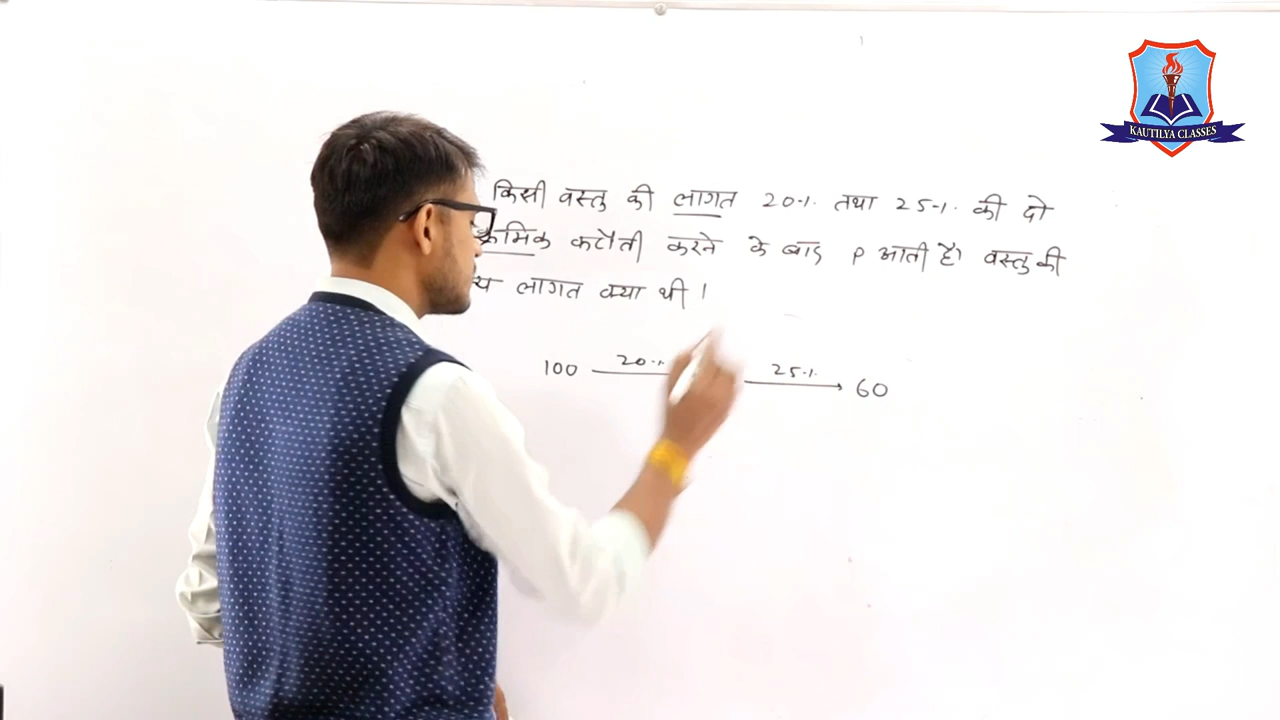 KAUTILYA CLASSES
किसी वस्तु की लागत 20% तथा 25% की दो
क्रमिक कटौती करने के बाद P आती है। वस्तु की
लागत क्या थी।
100 20% 25% 60